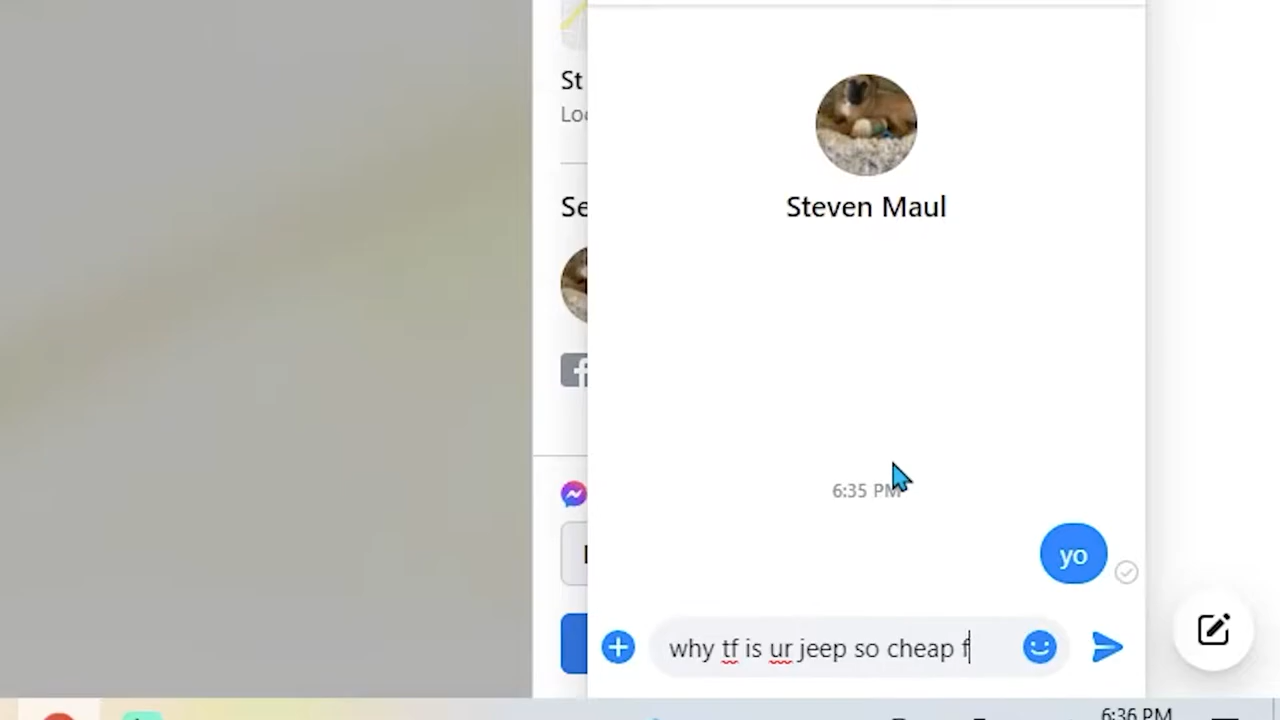 St
Loc
Se
Steven Maul
6:35 PM
yo
why tf is ur jeep so cheap f
6:36 PM